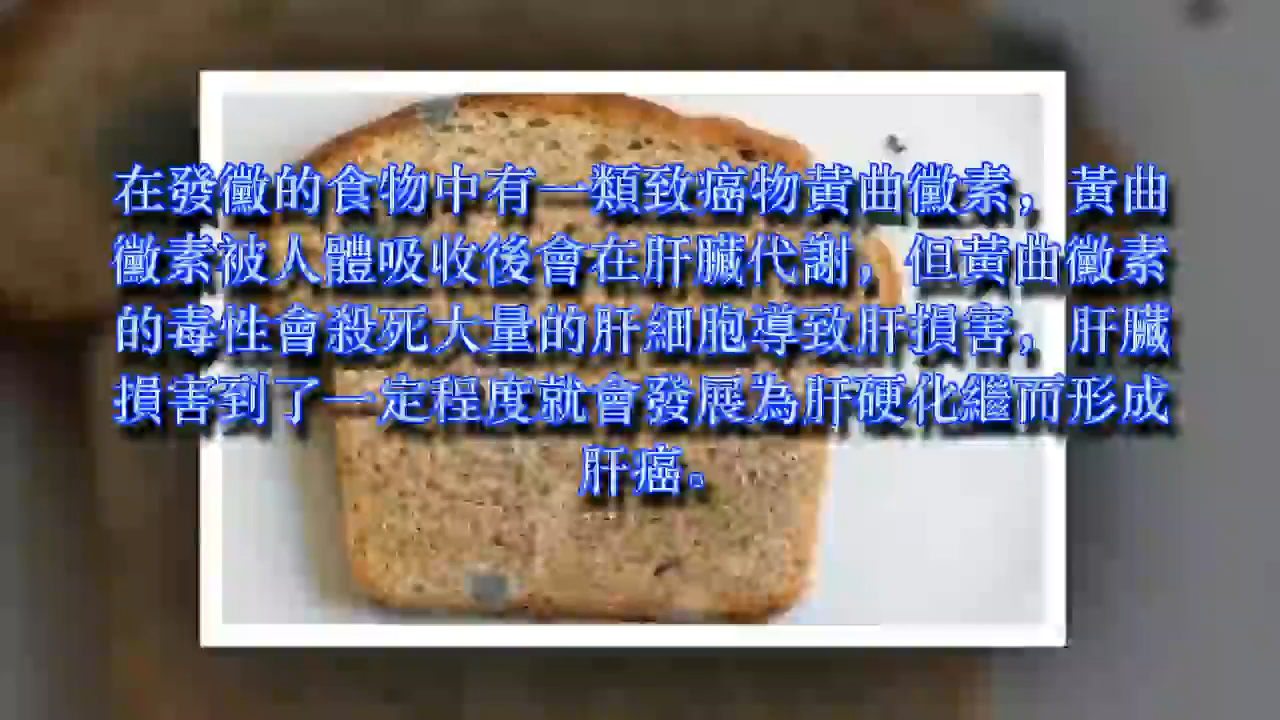 在發黴的食物中有一類致癌物黃曲黴素，黃曲
黴素被人體吸收後會在肝臟代謝，但黃曲黴素
的毒性會殺死大量的肝細胞導致肝損害，肝臟
損害到了一定程度就會發展為肝硬化繼而形成
肝癌。